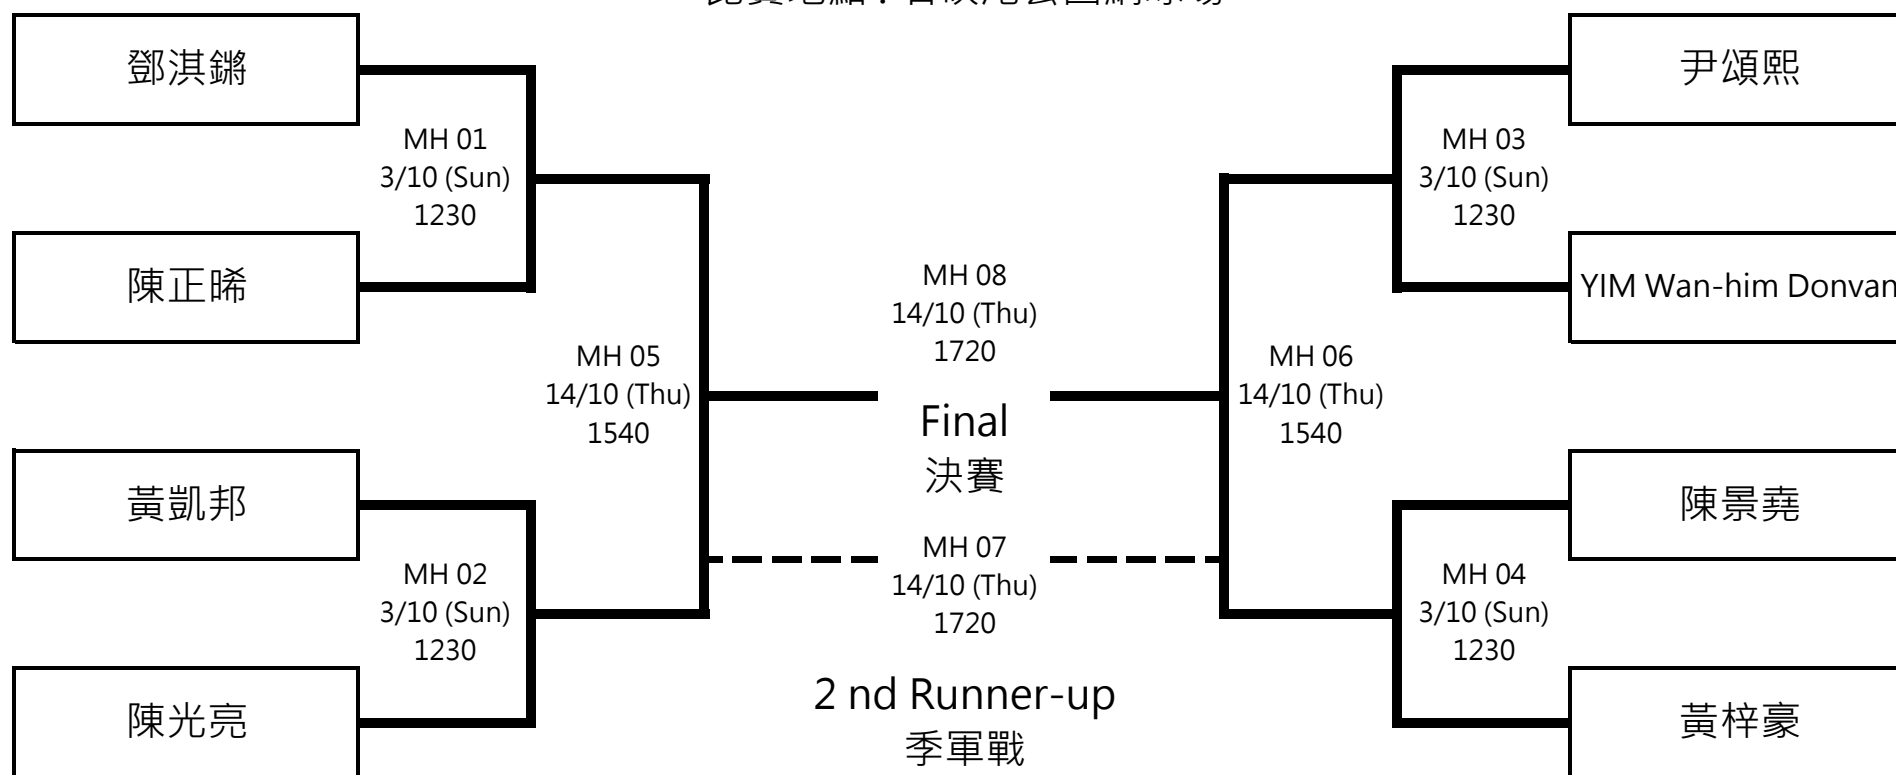 鄧淇鏘
尹頌熙
MH 01
3/10 (Sun)
1230
MH 03
3/10 (Sun)
1230
陳正晞
YIM Wan-him Donvan
MH 08
14/10 (Thu)
1720
MH 05
14/10 (Thu)
1540
MH 06
14/10 (Thu)
1540
Final
決賽
黃凱邦
陳景堯
MH 07
14/10 (Thu)
1720
MH 02
3/10 (Sun)
1230
MH 04
3/10 (Sun)
1230
2 nd Runner-up
季軍戰
陳光亮
黃梓豪